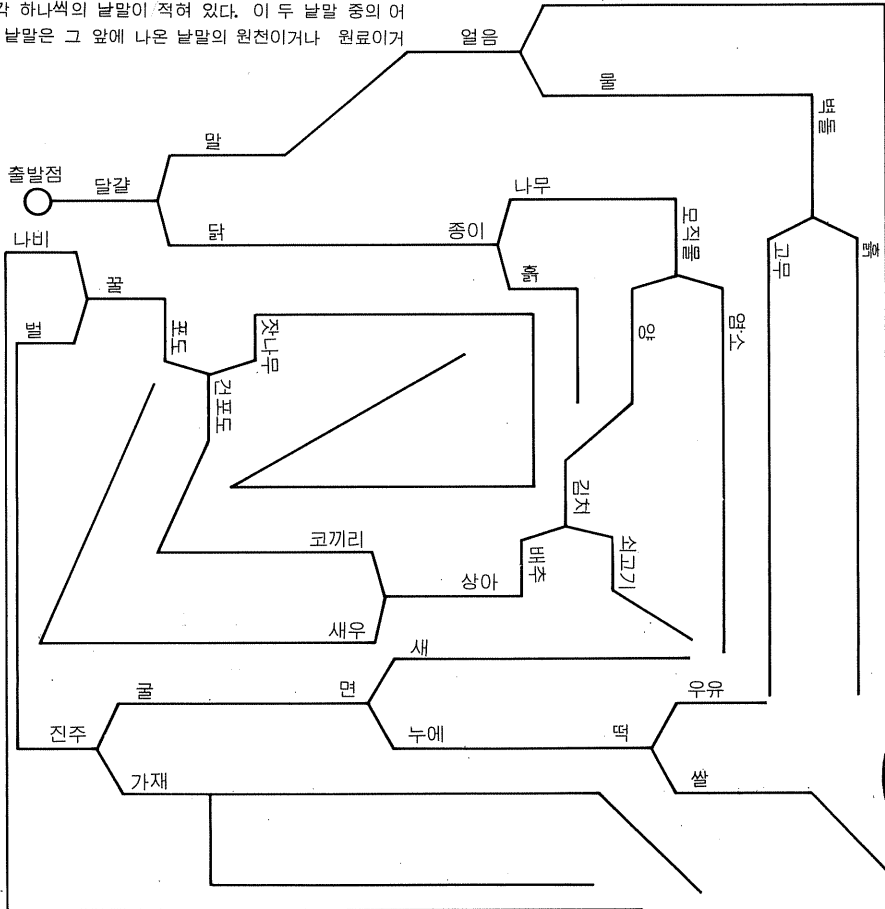 각 하나씩의 낱말이 적혀 있다. 이 두 낱말 중의 어
낱말은 그 앞에 나온 낱말의 원천이거나 원료이거
얼음
물
벽돌
말
출발점
달걀
나무
닭
종이
모직물
나비
고무
흙
꿀
흙
벌
포도
잣나무
양
염소
건포도
김치
코끼리
배추
쇠고기
상아
새우
새
굴
면
우유
진주
누에
떡
가재
쌀